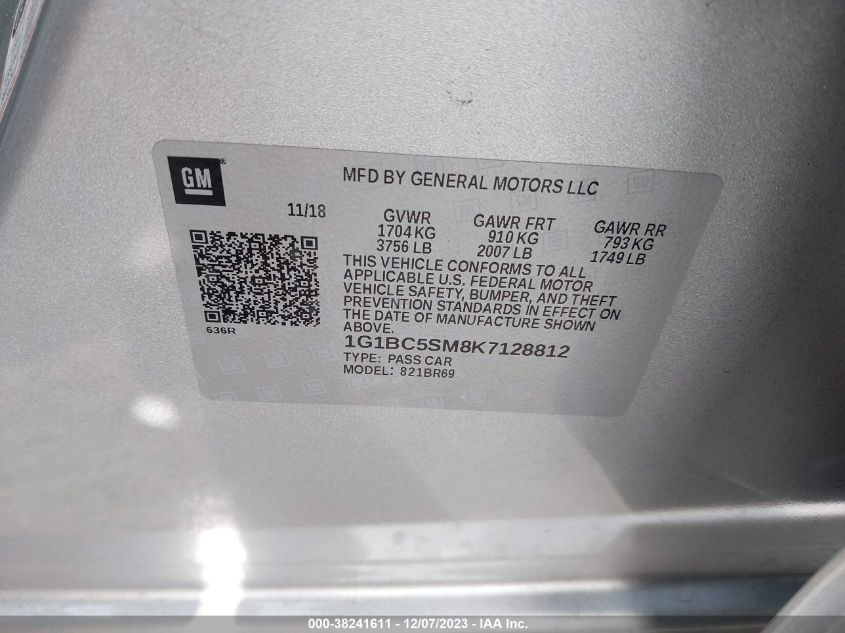 GM
MFD BY GENERAL MOTORS LLC
11/18
GVWR GAWR FRT GAWR RR
1704 KG 910 KG 793 KG
3756 LB 2007 LB 1749 LB
THIS VEHICLE CONFORMS TO ALL
APPLICABLE U.S. FEDERAL MOTOR
VEHICLE SAFETY, BUMPER, AND THEFT
PREVENTION STANDARDS IN EFFECT ON
THE DATE OF MANUFACTURE SHOWN
ABOVE.
636R
1G1BC5SM8K7128812
TYPE: PASS CAR
MODEL: 821BR69
000-38241611 - 12/07/2023 - IAA Inc.